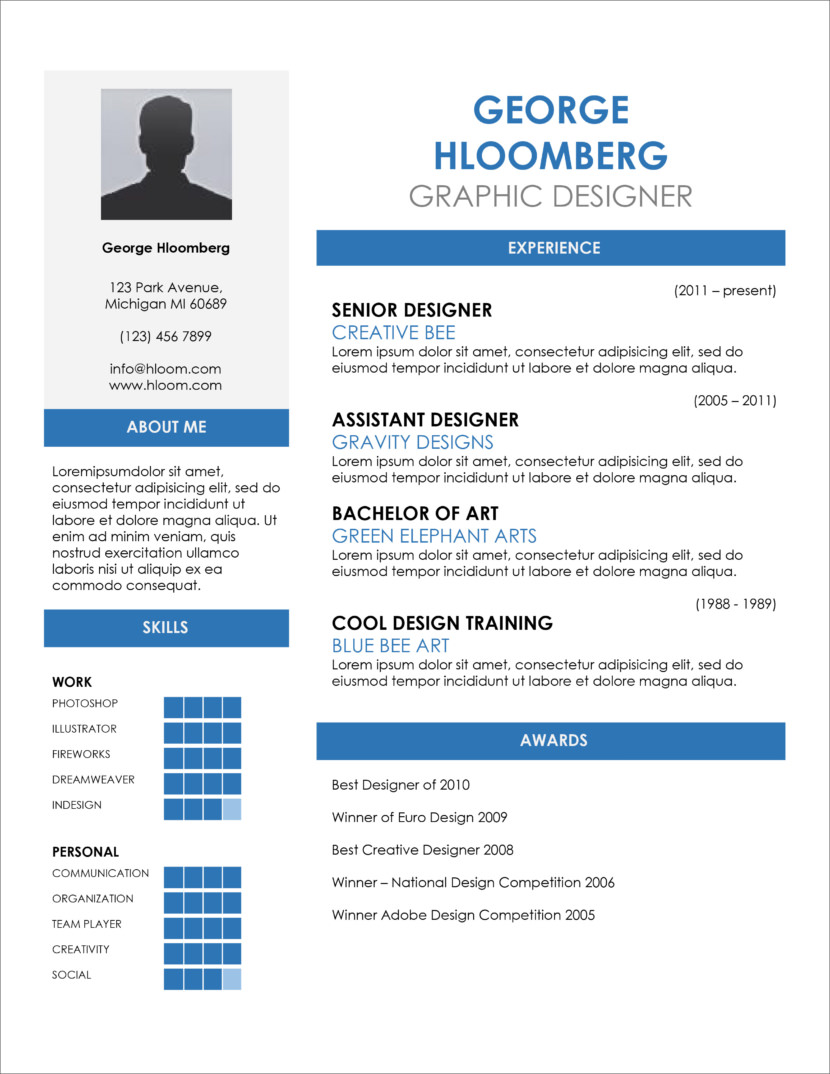 George Hloomberg
123 Park Avenue,
Michigan MI 60689
(123) 456 7899
info@hloom.com
www.hloom.com
ABOUT ME
Loremipsumdolor sit amet,
consectetur adipisicing elit, sed do
eiusmod tempor incididunt ut
labore et dolore magna aliqua. Ut
enim ad minim veniam, quis
nostrud exercitation ullamco
laboris nisi ut aliquip ex ea
commodo consequat.
SKILLS
WORK
PHOTOSHOP
ILLUSTRATOR
FIREWORKS
DREAMWEAVER
INDESIGN
PERSONAL
COMMUNICATION
ORGANIZATION
TEAM PLAYER
CREATIVITY
SOCIAL
GEORGE
HLOOMBERG
GRAPHIC DESIGNER
EXPERIENCE
(2011 – present)
SENIOR DESIGNER
CREATIVE BEE
Lorem ipsum dolor sit amet, consectetur adipisicing elit, sed do
eiusmod tempor incididunt ut labore et dolore magna aliqua.
(2005 – 2011)
ASSISTANT DESIGNER
GRAVITY DESIGNS
Lorem ipsum dolor sit amet, consectetur adipisicing elit, sed do
eiusmod tempor incididunt ut labore et dolore magna aliqua.
BACHELOR OF ART
GREEN ELEPHANT ARTS
Lorem ipsum dolor sit amet, consectetur adipisicing elit, sed do
eiusmod tempor incididunt ut labore et dolore magna aliqua.
(1988 - 1989)
COOL DESIGN TRAINING
BLUE BEE ART
Lorem ipsum dolor sit amet, consectetur adipisicing elit, sed do
eiusmod tempor incididunt ut labore et dolore magna aliqua.
AWARDS
Best Designer of 2010
Winner of Euro Design 2009
Best Creative Designer 2008
Winner – National Design Competition 2006
Winner Adobe Design Competition 2005